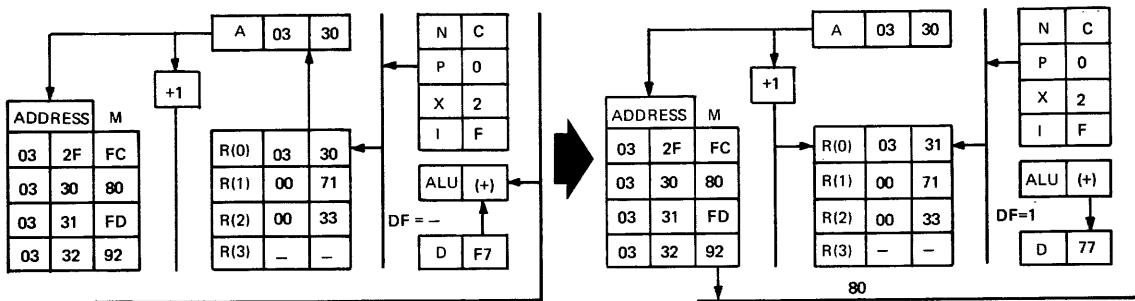 A 03 30
+1
ADDRESS M
03 2F FC
03 30 80
03 31 FD
03 32 92
R(0) 03 30
R(1) 00 71
R(2) 00 33
R(3) – –
N C
P 0
X 2
I F
ALU (+)
DF = –
D F7
A 03 30
+1
ADDRESS M
03 2F FC
03 30 80
03 31 FD
03 32 92
R(0) 03 31
R(1) 00 71
R(2) 00 33
R(3) – –
N C
P 0
X 2
I F
ALU (+)
DF=1
D 77
80